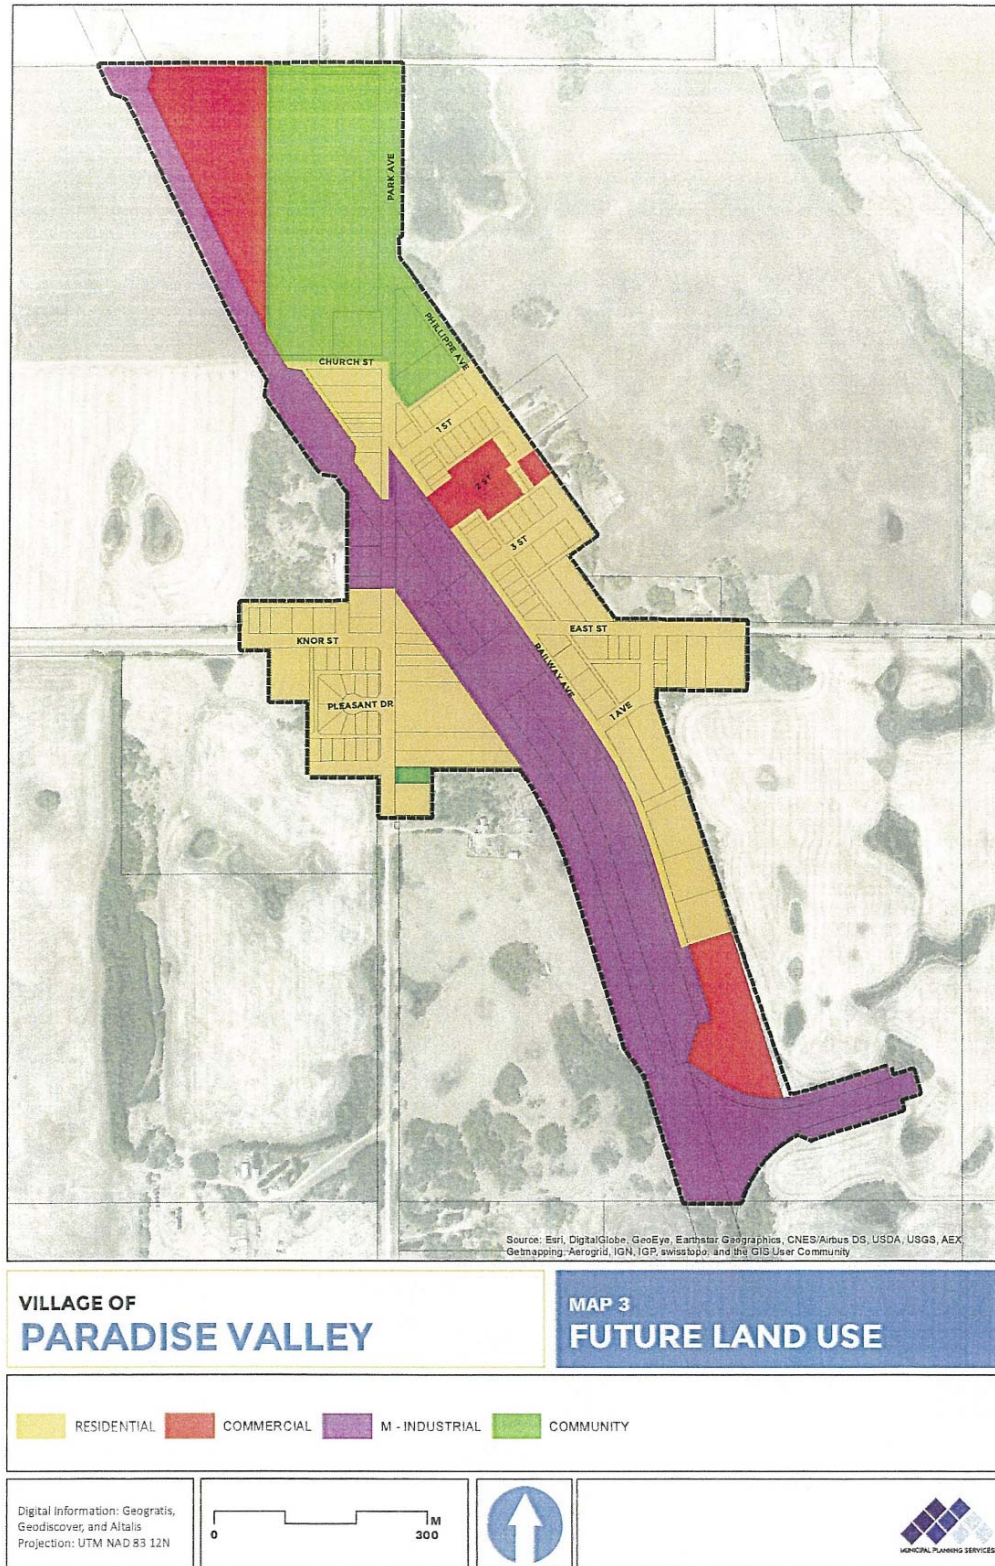 PARK AVE
PHILLIPPE AVE
CHURCH ST
1 ST
2 ST
3 ST
EAST ST
KNOR ST
RAILWAY AVE
PLEASANT DR
1 AVE
Source: Esri, DigitalGlobe, GeoEye, Earthstar Geographics, CNES/Airbus DS, USDA, USGS, AEX,
Getmapping, Aerogrid, IGN, IGP, swisstopo, and the GIS User Community
VILLAGE OF
PARADISE VALLEY
MAP 3
FUTURE LAND USE
RESIDENTIAL
COMMERCIAL
M - INDUSTRIAL
COMMUNITY
Digital Information: Geogratis,
Geodiscover, and Altalis
Projection: UTM NAD 83 12N
M
0
300
MUNICIPAL PLANNING SERVICES